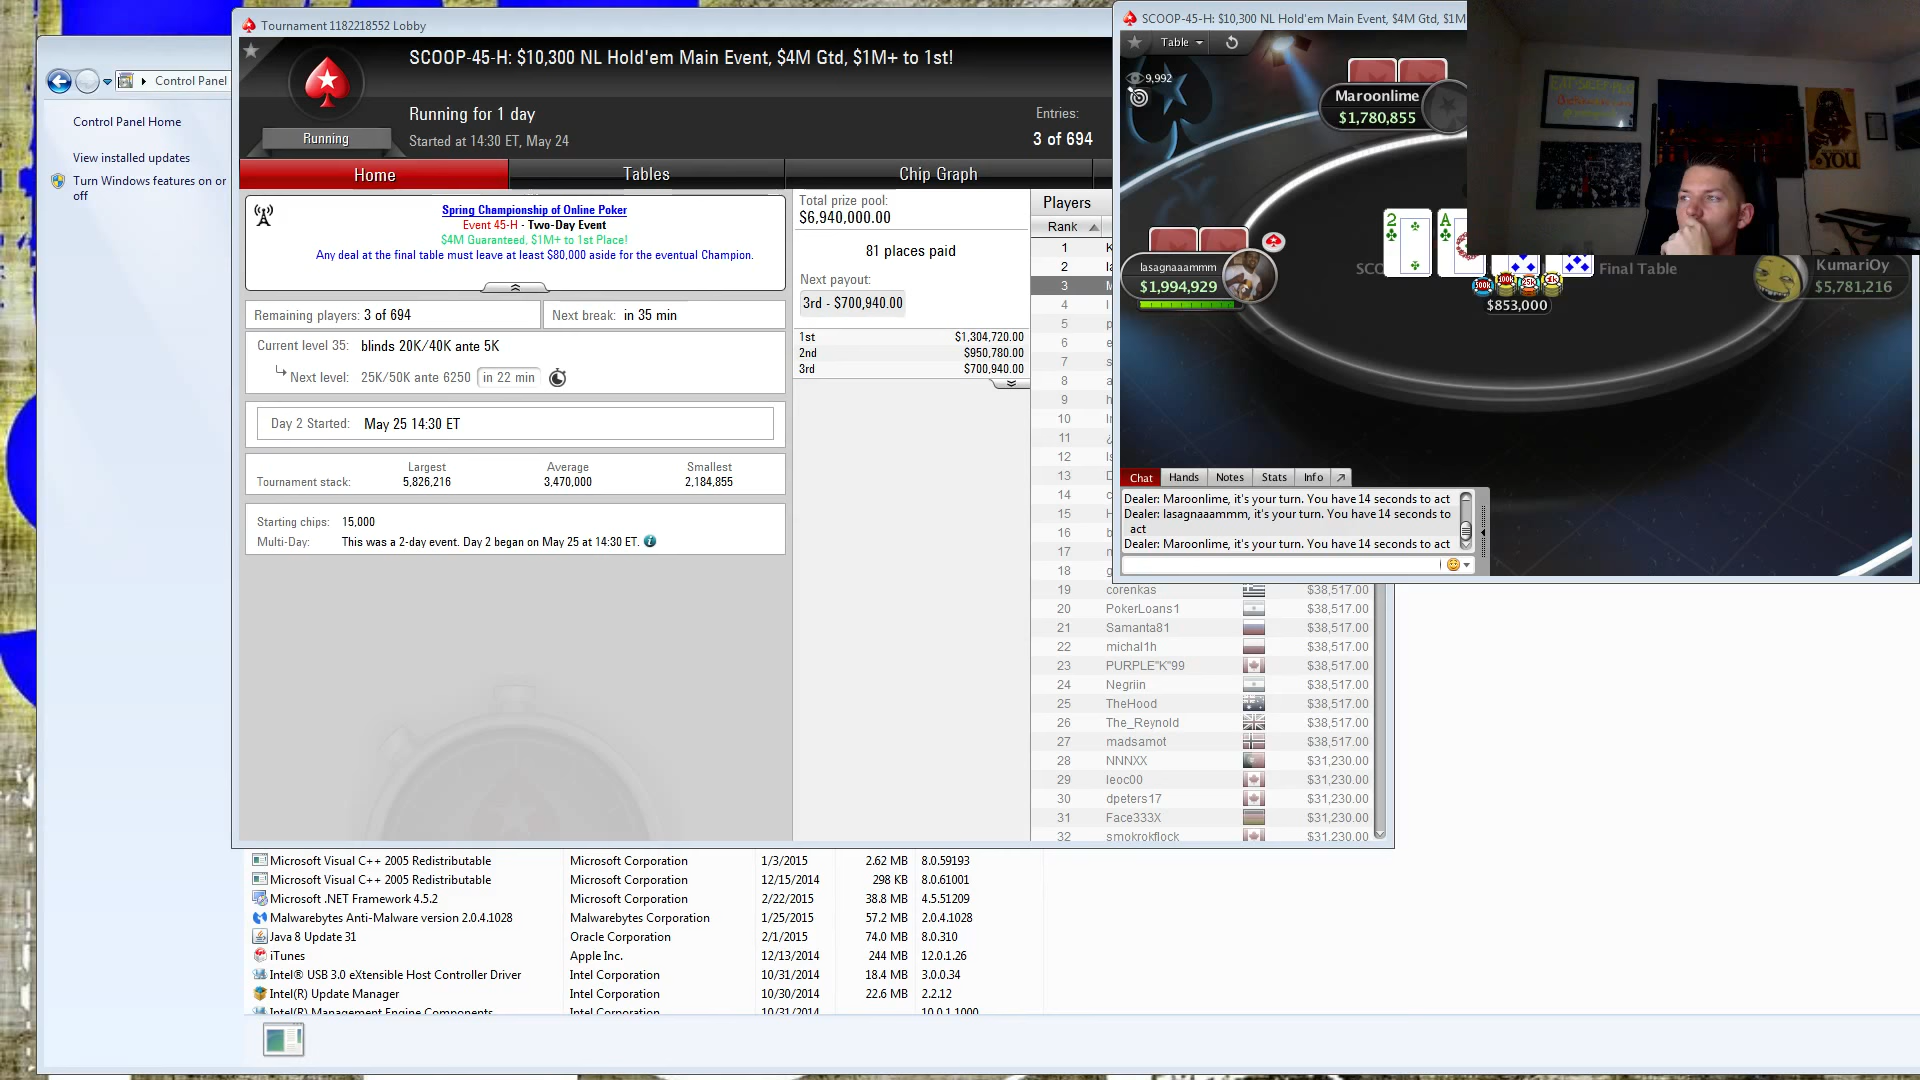 Tournament 1182218552 Lobby
SCOOP-45-H: $10,300 NL Hold'em Main Event, $4M Gtd, $1M+ to 1st!
Running for 1 day
Started at 14:30 ET, May 24
Running
Entries:
3 of 694
Home
Tables
Chip Graph
Control Panel
Control Panel Home
View installed updates
Turn Windows features on or
off
Spring Championship of Online Poker
Event 45-H - Two-Day Event
$4M Guaranteed, $1M+ to 1st Place!
Any deal at the final table must leave at least $80,000 aside for the eventual Champion.
Remaining players: 3 of 694
Next break: in 35 min
Current level 35: blinds 20K/40K ante 5K
Next level: 25K/50K ante 6250 in 22 min
Day 2 Started: May 25 14:30 ET
Largest Average Smallest
Tournament stack: 5,826,216 3,470,000 2,184,855
Starting chips: 15,000
Multi-Day: This was a 2-day event. Day 2 began on May 25 at 14:30 ET.
Total prize pool:
$6,940,000.00
81 places paid
Next payout:
3rd - $700,940.00
1st $1,304,720.00
2nd $950,780.00
3rd $700,940.00
Players
Rank
1 K
2 la
3 M
4
5
6
7
8
9
10
11
12
13
14
15
16
17
18
19 corenkas $38,517.00
20 PokerLoans1 $38,517.00
21 Samanta81 $38,517.00
22 michal1h $38,517.00
23 PURPLE"K"99 $38,517.00
24 Negriin $38,517.00
25 TheHood $38,517.00
26 The_Reynold $38,517.00
27 madsamot $38,517.00
28 NNNXX $31,230.00
29 leoc00 $31,230.00
30 dpeters17 $31,230.00
31 Face333X $31,230.00
32 smokrokflock $31,230.00
SCOOP-45-H: $10,300 NL Hold'em Main Event, $4M Gtd, $1M
Table
9,992
Maroonlime
$1,780,855
lasagnaaammm
$1,994,929
KumariOy
$5,781,216
2
A
SCO
Final Table
$853,000
YOU
Chat Hands Notes Stats Info
Dealer: Maroonlime, it's your turn. You have 14 seconds to act
Dealer: lasagnaaammm, it's your turn. You have 14 seconds to
act
Dealer: Maroonlime, it's your turn. You have 14 seconds to act
Microsoft Visual C++ 2005 Redistributable Microsoft Corporation 1/3/2015 2.62 MB 8.0.59193
Microsoft Visual C++ 2005 Redistributable Microsoft Corporation 12/15/2014 298 KB 8.0.61001
Microsoft .NET Framework 4.5.2 Microsoft Corporation 2/22/2015 38.8 MB 4.5.51209
Malwarebytes Anti-Malware version 2.0.4.1028 Malwarebytes Corporation 1/25/2015 57.2 MB 2.0.4.1028
Java 8 Update 31 Oracle Corporation 2/1/2015 74.0 MB 8.0.310
iTunes Apple Inc. 12/13/2014 244 MB 12.0.1.26
Intel® USB 3.0 eXtensible Host Controller Driver Intel Corporation 10/31/2014 18.4 MB 3.0.0.34
Intel(R) Update Manager Intel Corporation 10/30/2014 22.6 MB 2.2.12
Intel(R) Management Engine Components Intel Corporation 10/31/2014 10.0.1.1000